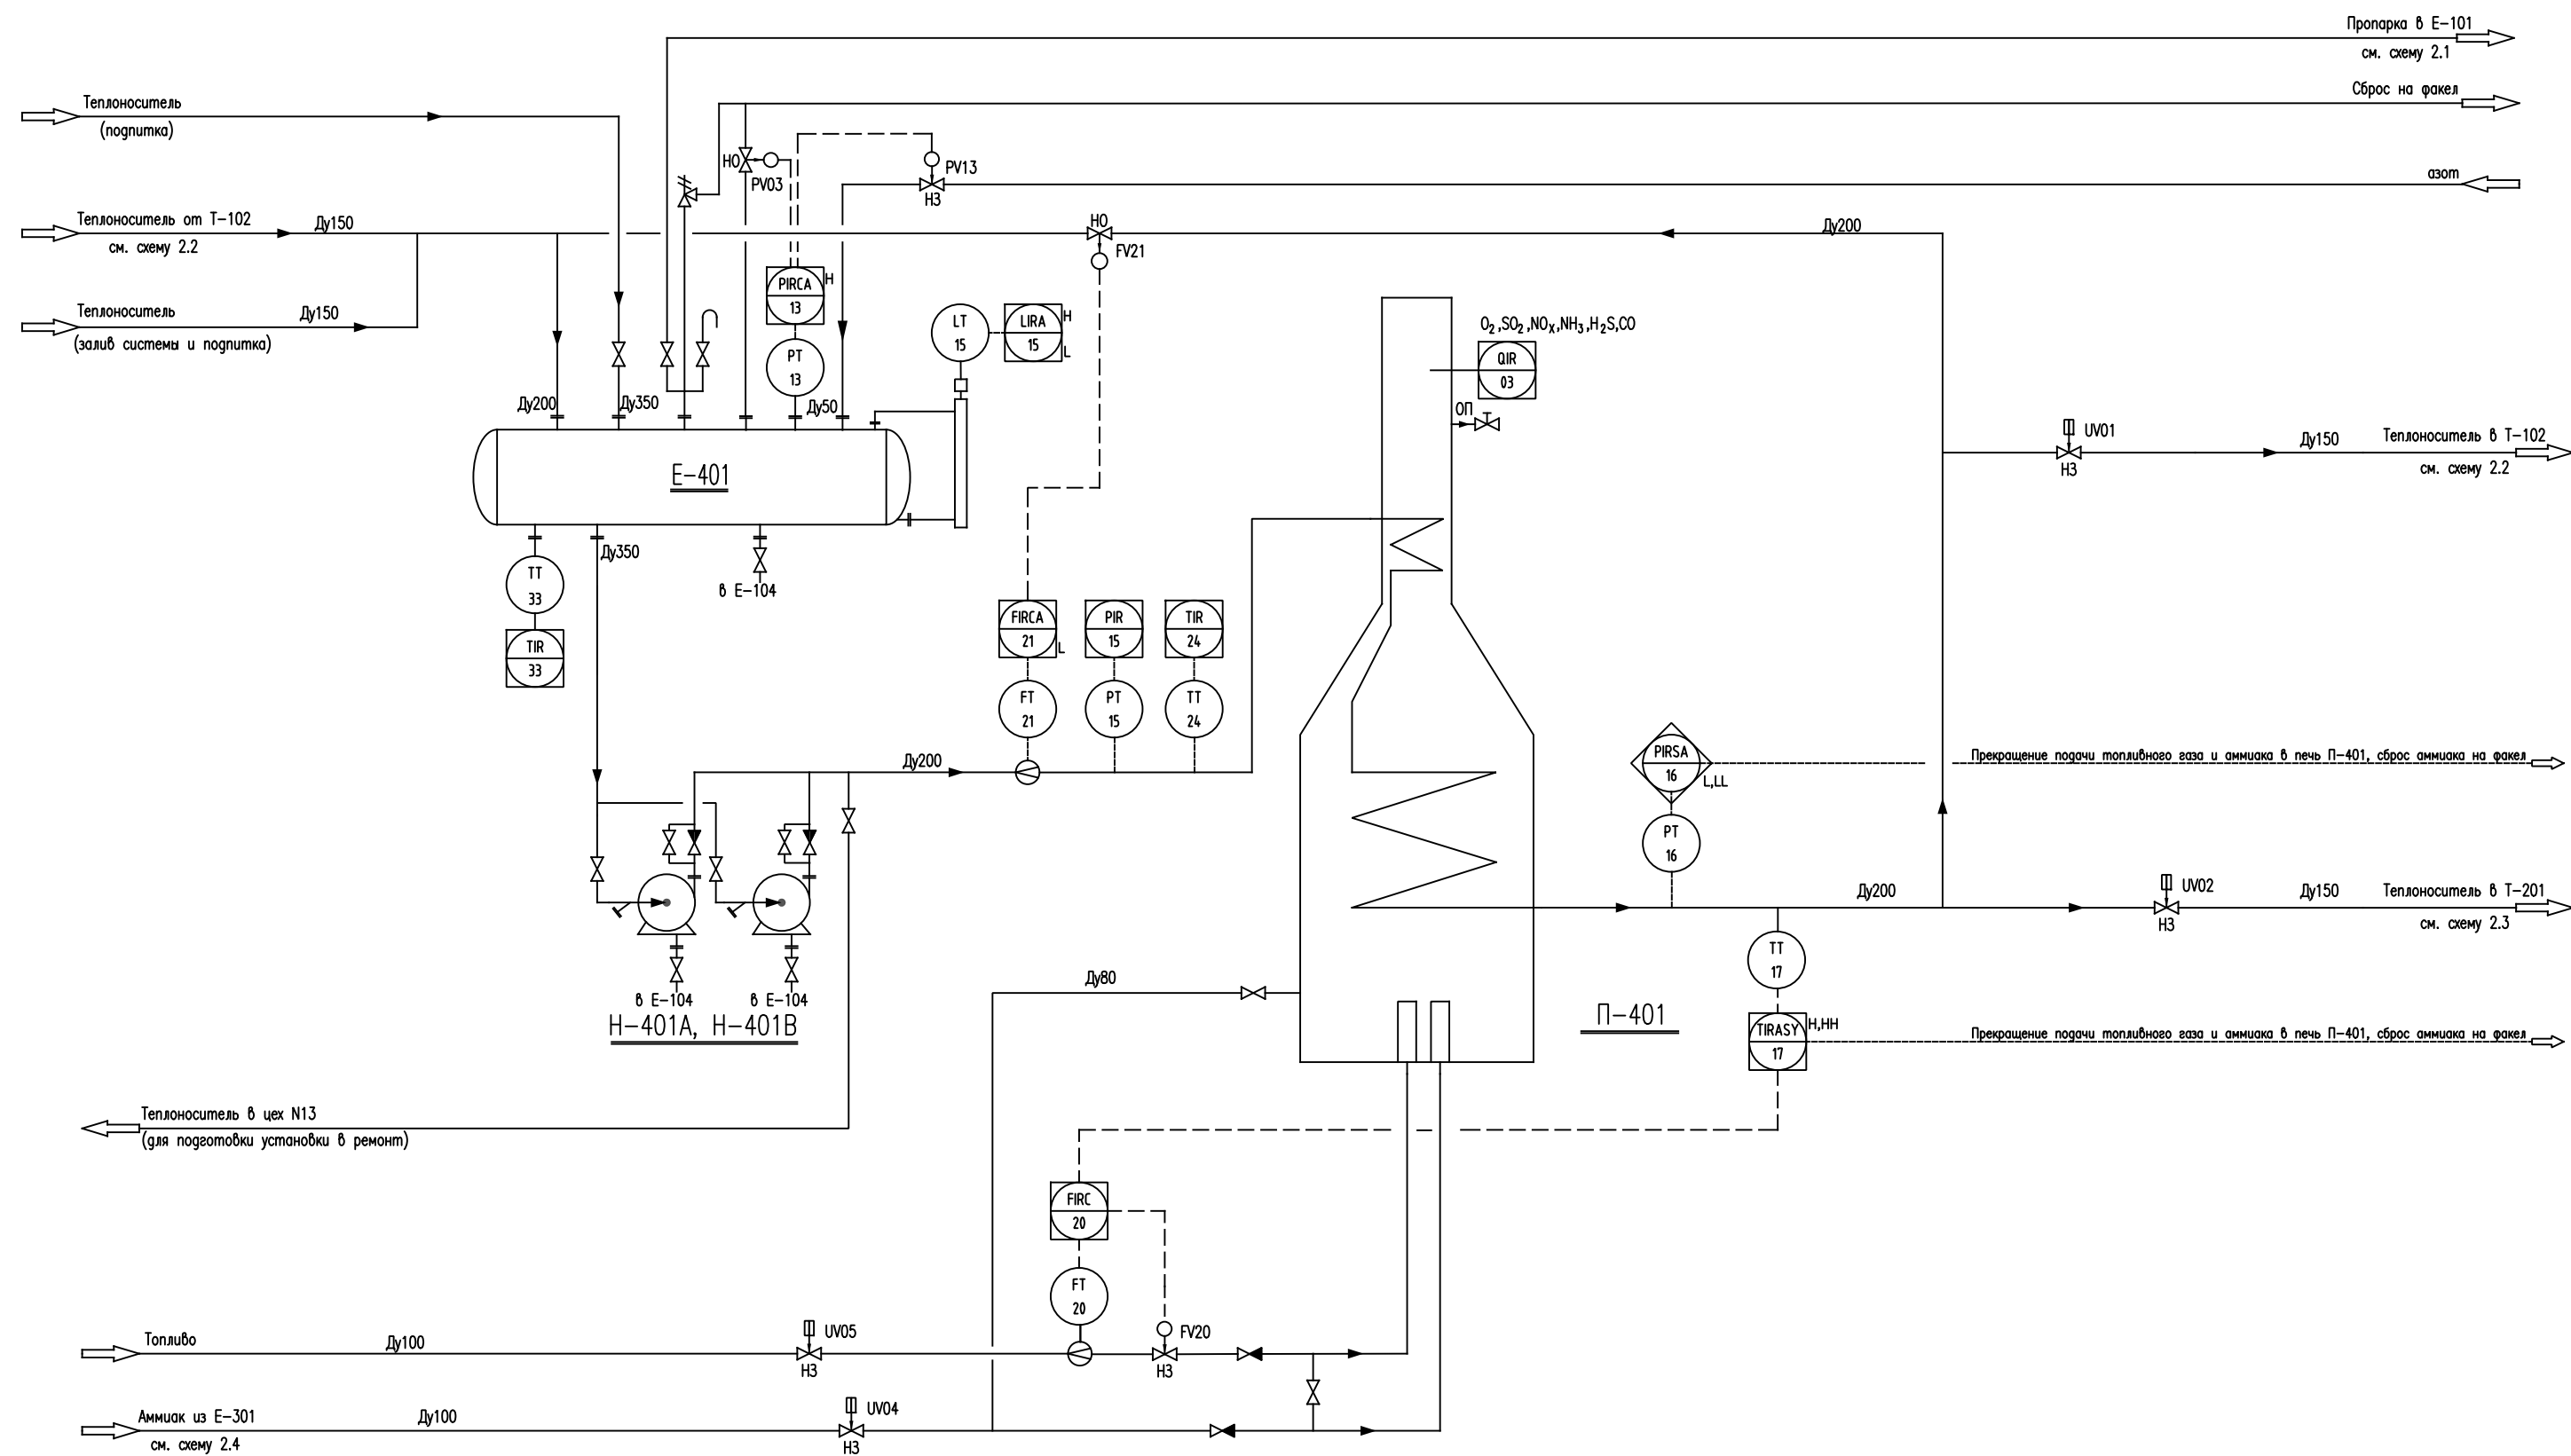 Пропарка в Е-101
см. схему 2.1
Сброс на факел
Теплоноситель
(подпитка)
НО
PV03
PV13
НЗ
азот
Теплоноситель от Т-102
см. схему 2.2
Ду150
НО
FV21
Ду200
PIRCA
13
H
Теплоноситель
(залив системы и подпитка)
Ду150
LT
15
LIRA
15
H
L
PT
13
O2,SO2,NOX,NH3,H2S,CO
QIR
03
ОП
Ду200
Ду350
Ду50
UV01
НЗ
Ду150
Теплоноситель в Т-102
см. схему 2.2
Е-401
Ду350
TT
33
в Е-104
TIR
33
FIRCA
21
L
PIR
15
TIR
24
FT
21
PT
15
TT
24
Ду200
PIRSA
16
L,LL
Прекращение подачи топливного газа и аммиака в печь П-401, сброс аммиака на факел
PT
16
Ду200
UV02
НЗ
Ду150
Теплоноситель в Т-201
см. схему 2.3
TT
17
в Е-104
в Е-104
Н-401А, Н-401В
Ду80
П-401
TIRASY
17
H,HH
Прекращение подачи топливного газа и аммиака в печь П-401, сброс аммиака на факел
Теплоноситель в цех N13
(для подготовки установки в ремонт)
FIRC
20
FT
20
Топливо
Ду100
UV05
НЗ
FV20
НЗ
Аммиак из Е-301
см. схему 2.4
Ду100
UV04
НЗ